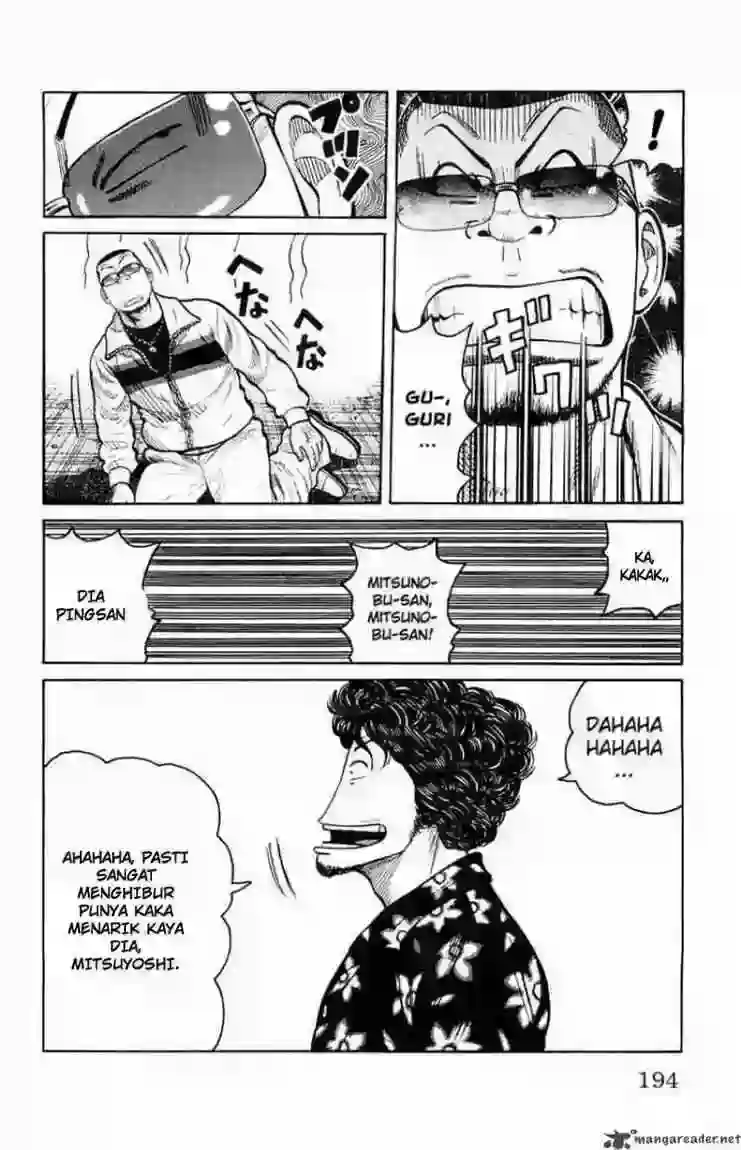 !
ギクッ
GU-,
GURI
...
プツン
へな
へな
KA,
KAKAK,,
MITSUNO-
BU-SAN,
MITSUNO-
BU-SAN!
DIA
PINGSAN
DAHAHA
HAHAHA
...
AHAHAHA, PASTI
SANGAT
MENGHIBUR
PUNYA KAKA
MENARIK KAYA
DIA,
MITSUYOSHI.
194
mangareader.net